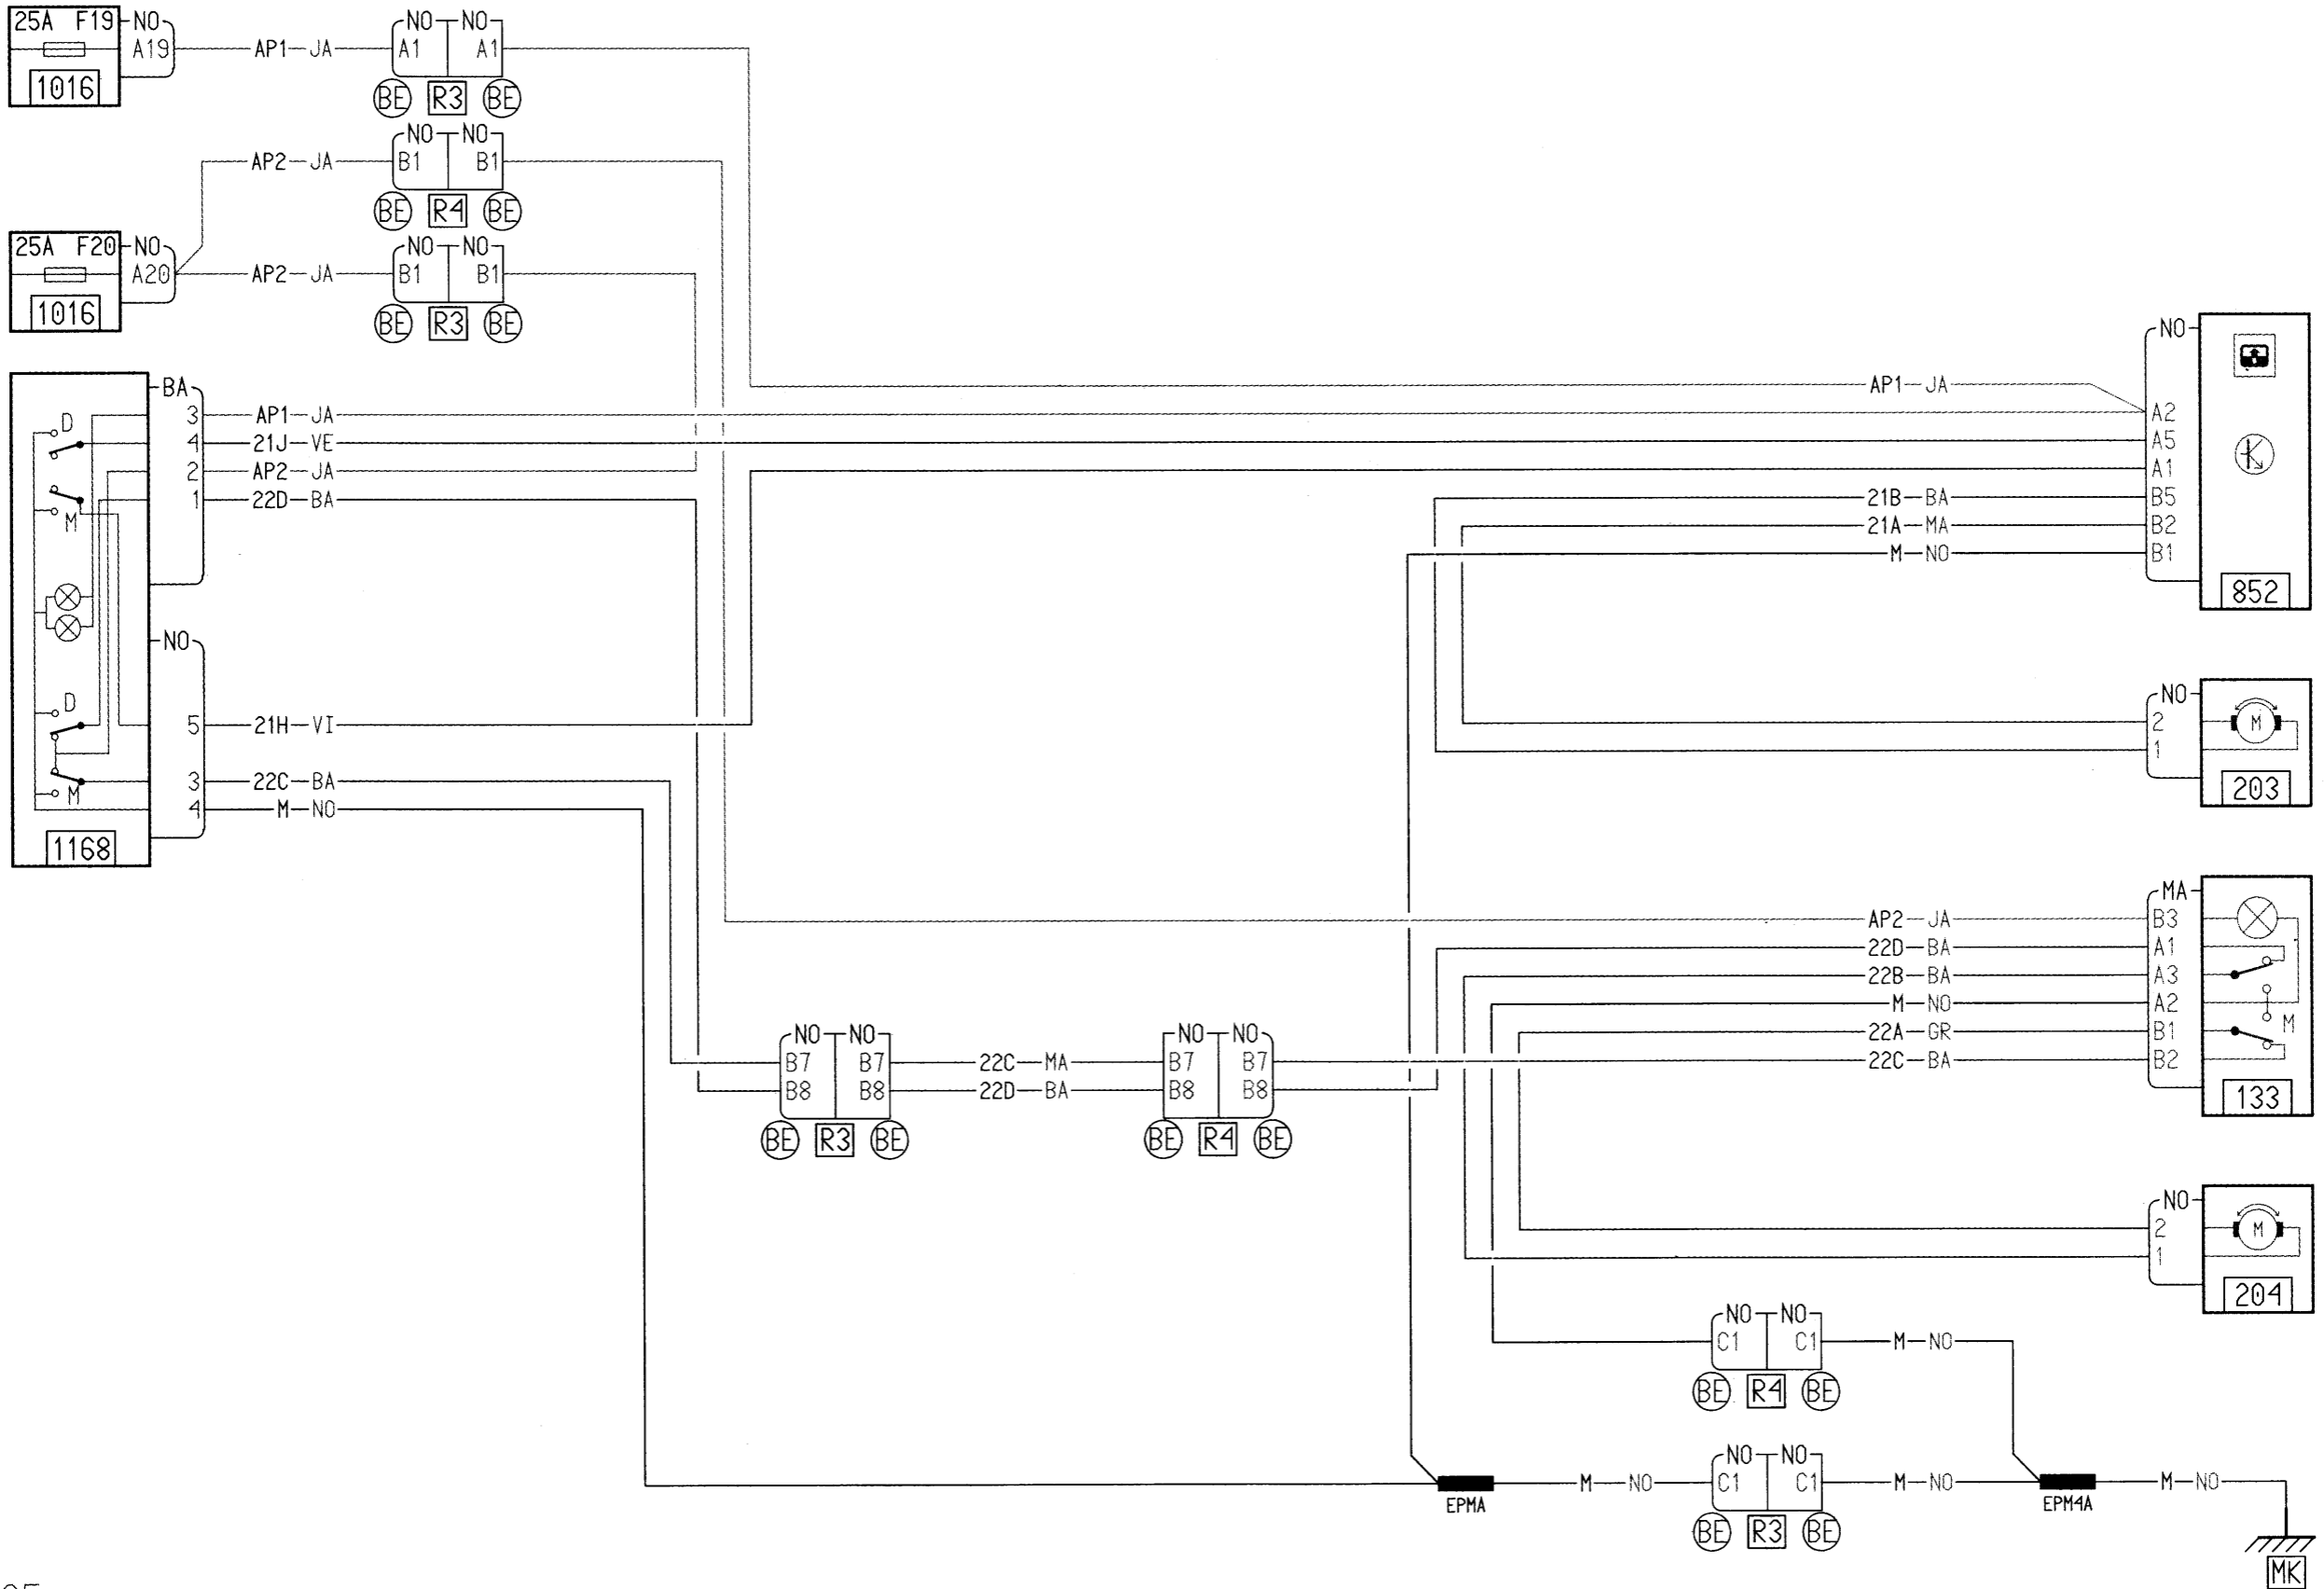 25A F19 NO
A19 AP1 JA
1016
NO NO
A1 A1
BE R3 BE
AP2 JA
NO NO
B1 B1
BE R4 BE
25A F20 NO
A20 AP2 JA
1016
NO NO
B1 B1
BE R3 BE
BA
3 AP1 JA
4 21J VE
2 AP2 JA
1 22D BA
D
M
NO
D
M
5 21H VI
3 22C BA
4 M NO
1168
NO
AP1 JA A2
A5
A1
21B BA B5
21A MA B2
M NO B1
852
NO
2 M
1
203
MA
AP2 JA B3
22D BA A1
22B BA A3
M NO A2
22A GR B1 M
22C BA B2
133
NO NO
B7 B7 22C MA
B8 B8 22D BA
BE R3 BE
NO NO
B7 B7
B8 B8
BE R4 BE
NO
2 M
1
204
NO NO
C1 C1 M NO
BE R4 BE
EPMA M NO
NO NO
C1 C1 M NO
BE R3 BE
EPM4A M NO
MK